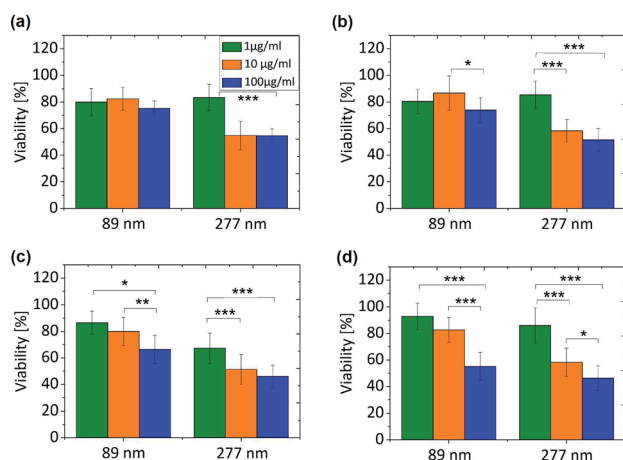 (a)
Viability [%]
120
100
80
60
40
20
0
1µg/ml
10 µg/ml
100µg/ml
***
89 nm
277 nm
(b)
Viability [%]
120
100
80
60
40
20
0
*
***
***
89 nm
277 nm
(c)
Viability [%]
120
100
80
60
40
20
0
*
**
***
***
89 nm
277 nm
(d)
Viability [%]
120
100
80
60
40
20
0
***
***
***
***
*
89 nm
277 nm